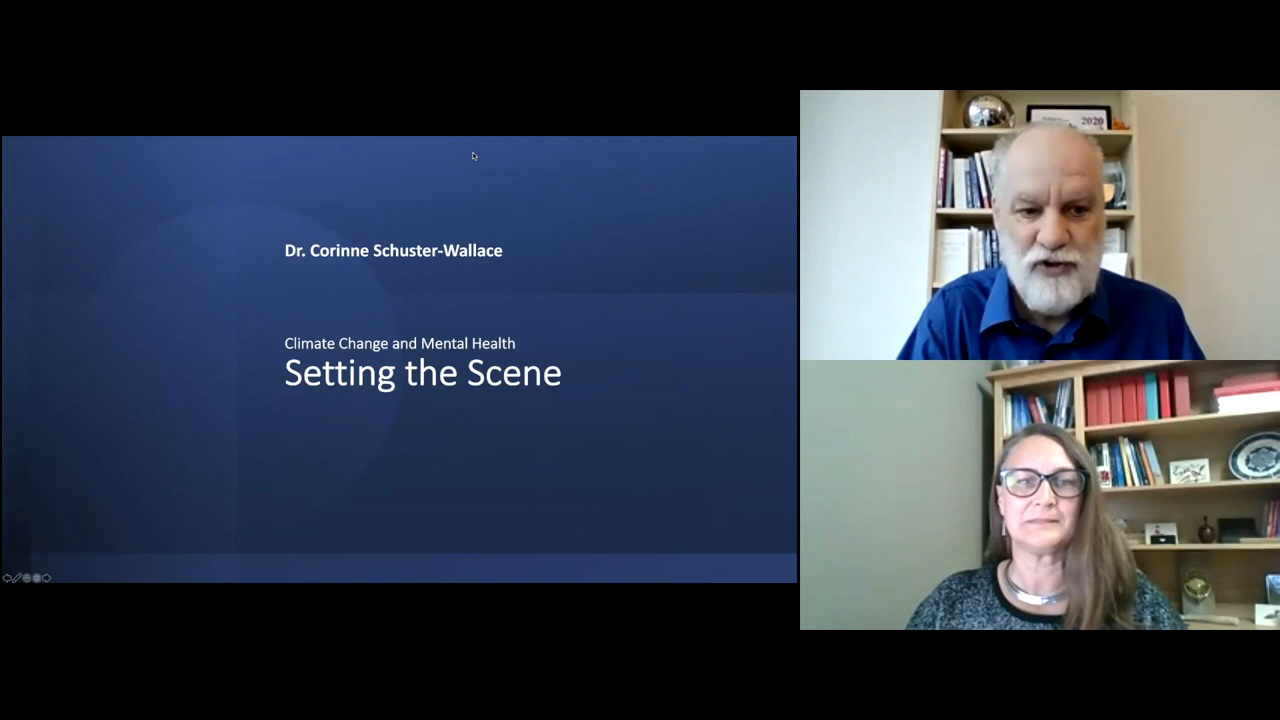 Dr. Corinne Schuster-Wallace
Climate Change and Mental Health
Setting the Scene
2020